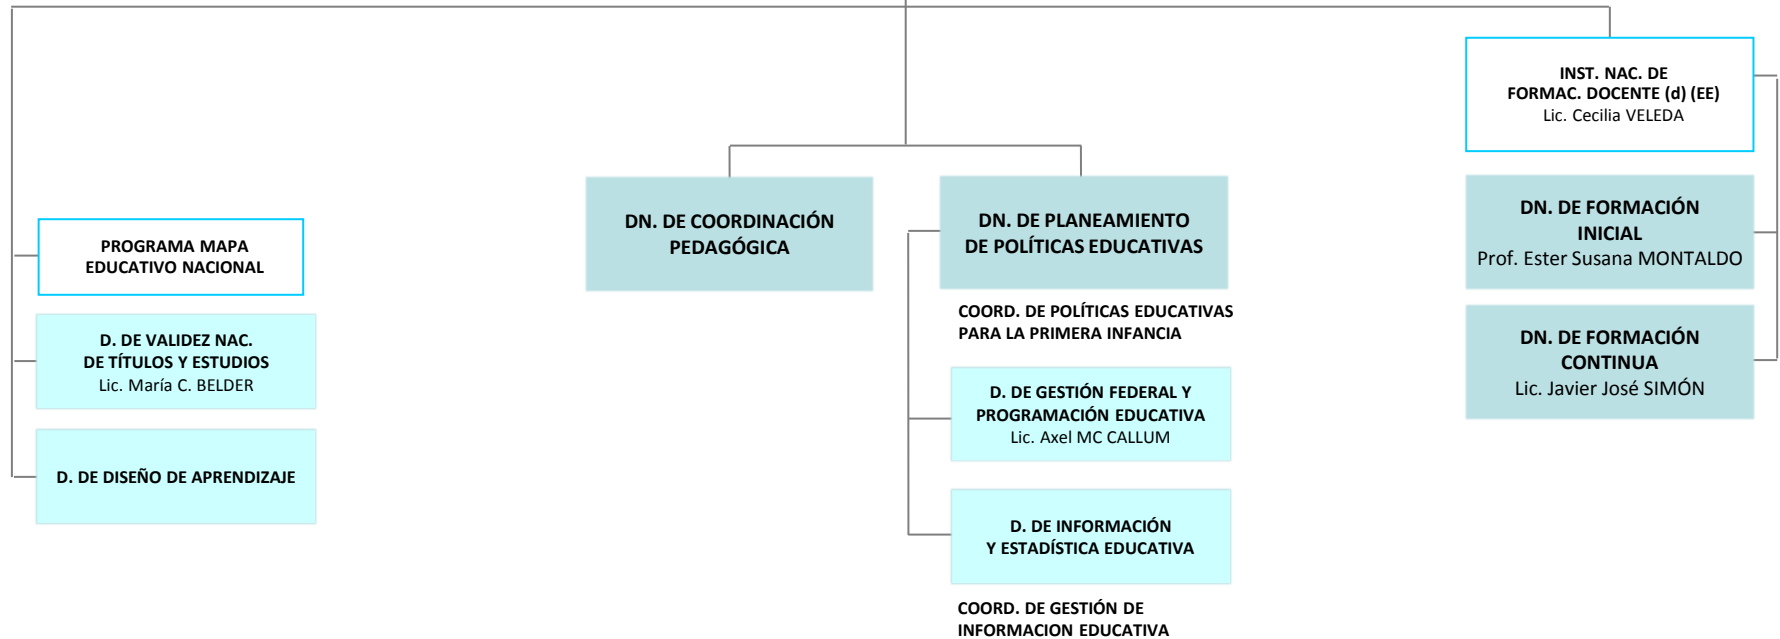 PROGRAMA MAPA
EDUCATIVO NACIONAL
D. DE VALIDEZ NAC.
DE TÍTULOS Y ESTUDIOS
Lic. María C. BELDER
D. DE DISEÑO DE APRENDIZAJE
DN. DE COORDINACIÓN
PEDAGÓGICA
DN. DE PLANEAMIENTO
DE POLÍTICAS EDUCATIVAS
COORD. DE POLÍTICAS EDUCATIVAS
PARA LA PRIMERA INFANCIA
D. DE GESTIÓN FEDERAL Y
PROGRAMACIÓN EDUCATIVA
Lic. Axel MC CALLUM
D. DE INFORMACIÓN
Y ESTADÍSTICA EDUCATIVA
COORD. DE GESTIÓN DE
INFORMACION EDUCATIVA
INST. NAC. DE
FORMAC. DOCENTE (d) (EE)
Lic. Cecilia VELEDA
DN. DE FORMACIÓN
INICIAL
Prof. Ester Susana MONTALDO
DN. DE FORMACIÓN
CONTINUA
Lic. Javier José SIMÓN